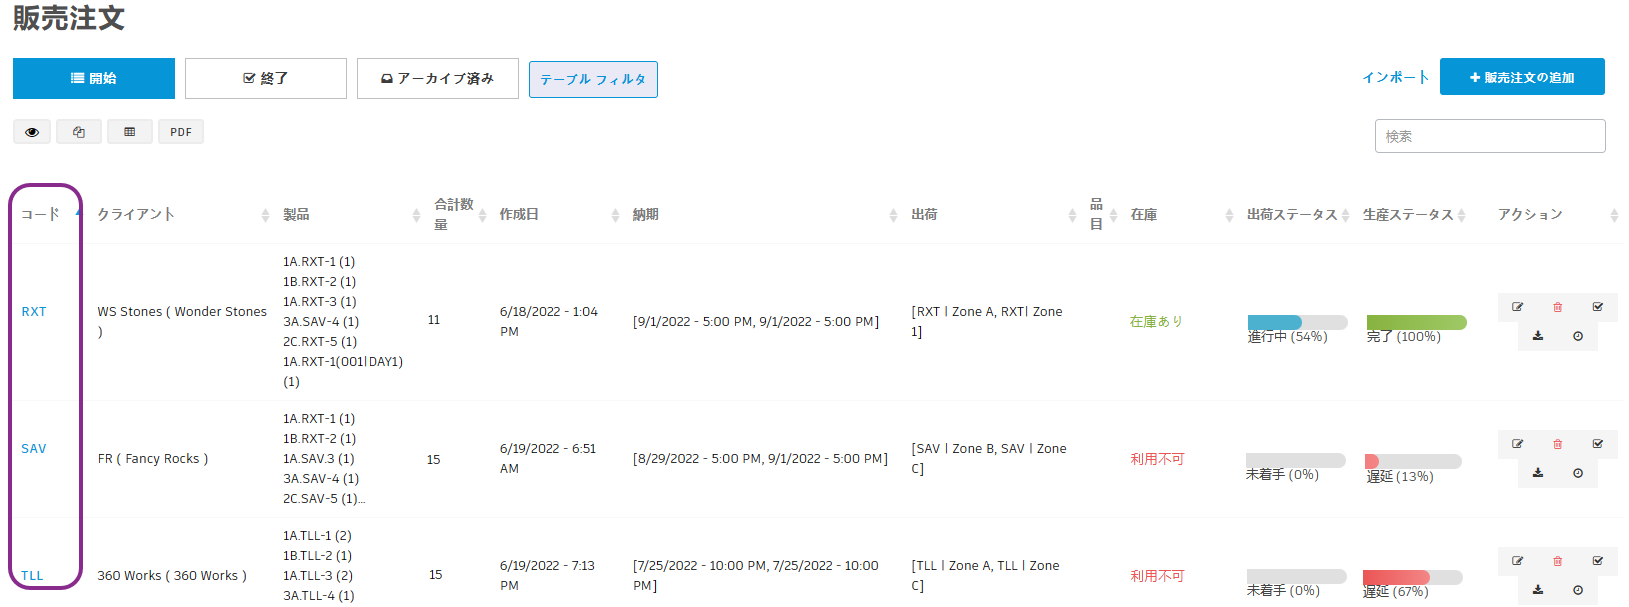 販売注文
開始
終了
アーカイブ済み
テーブル フィルタ
インポート
+ 販売注文の追加
PDF
検索
コード
クライアント
製品
合計数
量
作成日
納期
出荷
品
目
在庫
出荷ステータス
生産ステータス
アクション
RXT
WS Stones ( Wonder Stones
)
1A.RXT-1 (1)
1B.RXT-2 (1)
1A.RXT-3 (1)
3A.SAV-4 (1)
2C.RXT-5 (1)
1A.RXT-1(001|DAY1)
(1)
11
6/18/2022 - 1:04
PM
[9/1/2022 - 5:00 PM, 9/1/2022 - 5:00 PM]
[RXT | Zone A, RXT| Zone
1]
在庫あり
進行中 (54%)
完了 (100%)
SAV
FR ( Fancy Rocks )
1A.RXT-1 (1)
1B.RXT-2 (1)
1A.SAV.3 (1)
3A.SAV-4 (1)
2C.SAV-5 (1)...
15
6/19/2022 - 6:51
AM
[8/29/2022 - 5:00 PM, 9/1/2022 - 5:00 PM]
[SAV | Zone B, SAV | Zone
C]
利用不可
未着手 (0%)
遅延 (13%)
TLL
360 Works ( 360 Works )
1A.TLL-1 (2)
1B.TLL-2 (1)
1A.TLL-3 (2)
3A.TLL-4 (1)
15
6/19/2022 - 7:13
PM
[7/25/2022 - 10:00 PM, 7/25/2022 - 10:00
PM]
[TLL | Zone A, TLL | Zone
C]
利用不可
未着手 (0%)
遅延 (67%)